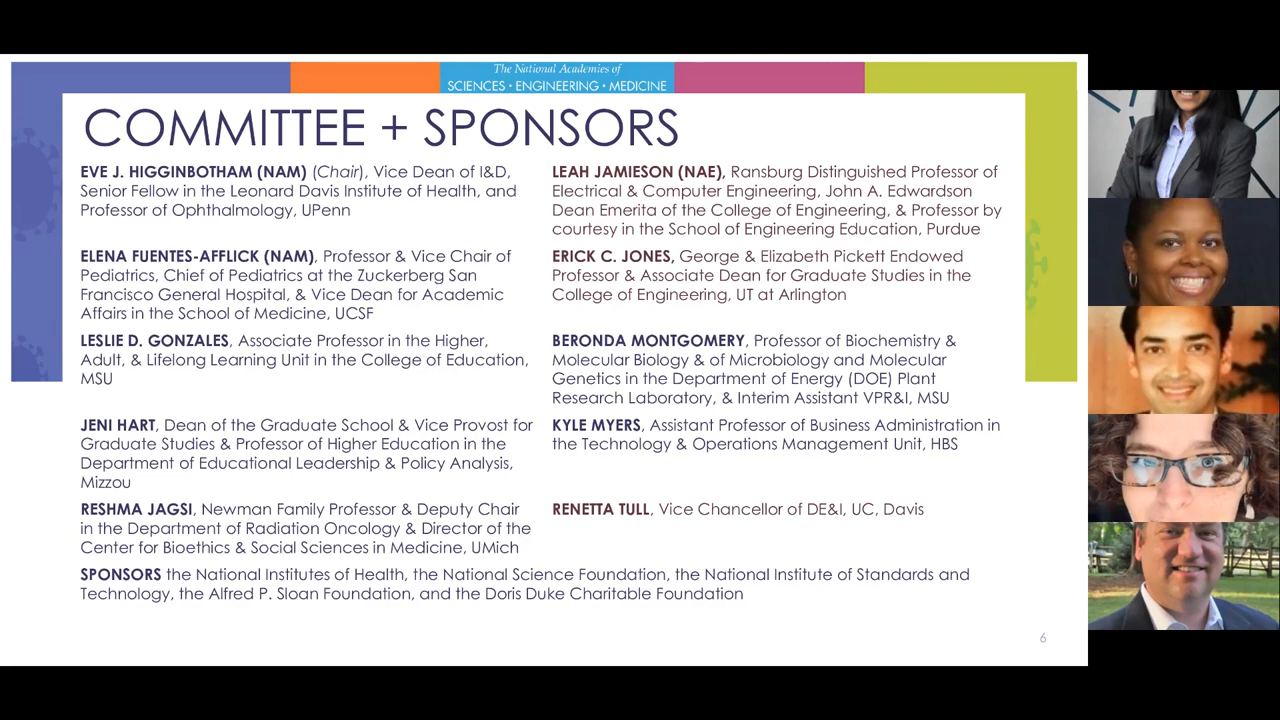 The National Academies of
SCIENCES · ENGINEERING · MEDICINE
COMMITTEE + SPONSORS
EVE J. HIGGINBOTHAM (NAM) (Chair), Vice Dean of I&D,
Senior Fellow in the Leonard Davis Institute of Health, and
Professor of Ophthalmology, UPenn
LEAH JAMIESON (NAE), Ransburg Distinguished Professor of
Electrical & Computer Engineering, John A. Edwardson
Dean Emerita of the College of Engineering, & Professor by
courtesy in the School of Engineering Education, Purdue
ELENA FUENTES-AFFLICK (NAM), Professor & Vice Chair of
Pediatrics, Chief of Pediatrics at the Zuckerberg San
Francisco General Hospital, & Vice Dean for Academic
Affairs in the School of Medicine, UCSF
ERICK C. JONES, George & Elizabeth Pickett Endowed
Professor & Associate Dean for Graduate Studies in the
College of Engineering, UT at Arlington
LESLIE D. GONZALES, Associate Professor in the Higher,
Adult, & Lifelong Learning Unit in the College of Education,
MSU
BERONDA MONTGOMERY, Professor of Biochemistry &
Molecular Biology & of Microbiology and Molecular
Genetics in the Department of Energy (DOE) Plant
Research Laboratory, & Interim Assistant VPR&I, MSU
JENI HART, Dean of the Graduate School & Vice Provost for
Graduate Studies & Professor of Higher Education in the
Department of Educational Leadership & Policy Analysis,
Mizzou
KYLE MYERS, Assistant Professor of Business Administration in
the Technology & Operations Management Unit, HBS
RESHMA JAGSI, Newman Family Professor & Deputy Chair
in the Department of Radiation Oncology & Director of the
Center for Bioethics & Social Sciences in Medicine, UMich
RENETTA TULL, Vice Chancellor of DE&I, UC, Davis
SPONSORS the National Institutes of Health, the National Science Foundation, the National Institute of Standards and
Technology, the Alfred P. Sloan Foundation, and the Doris Duke Charitable Foundation
6